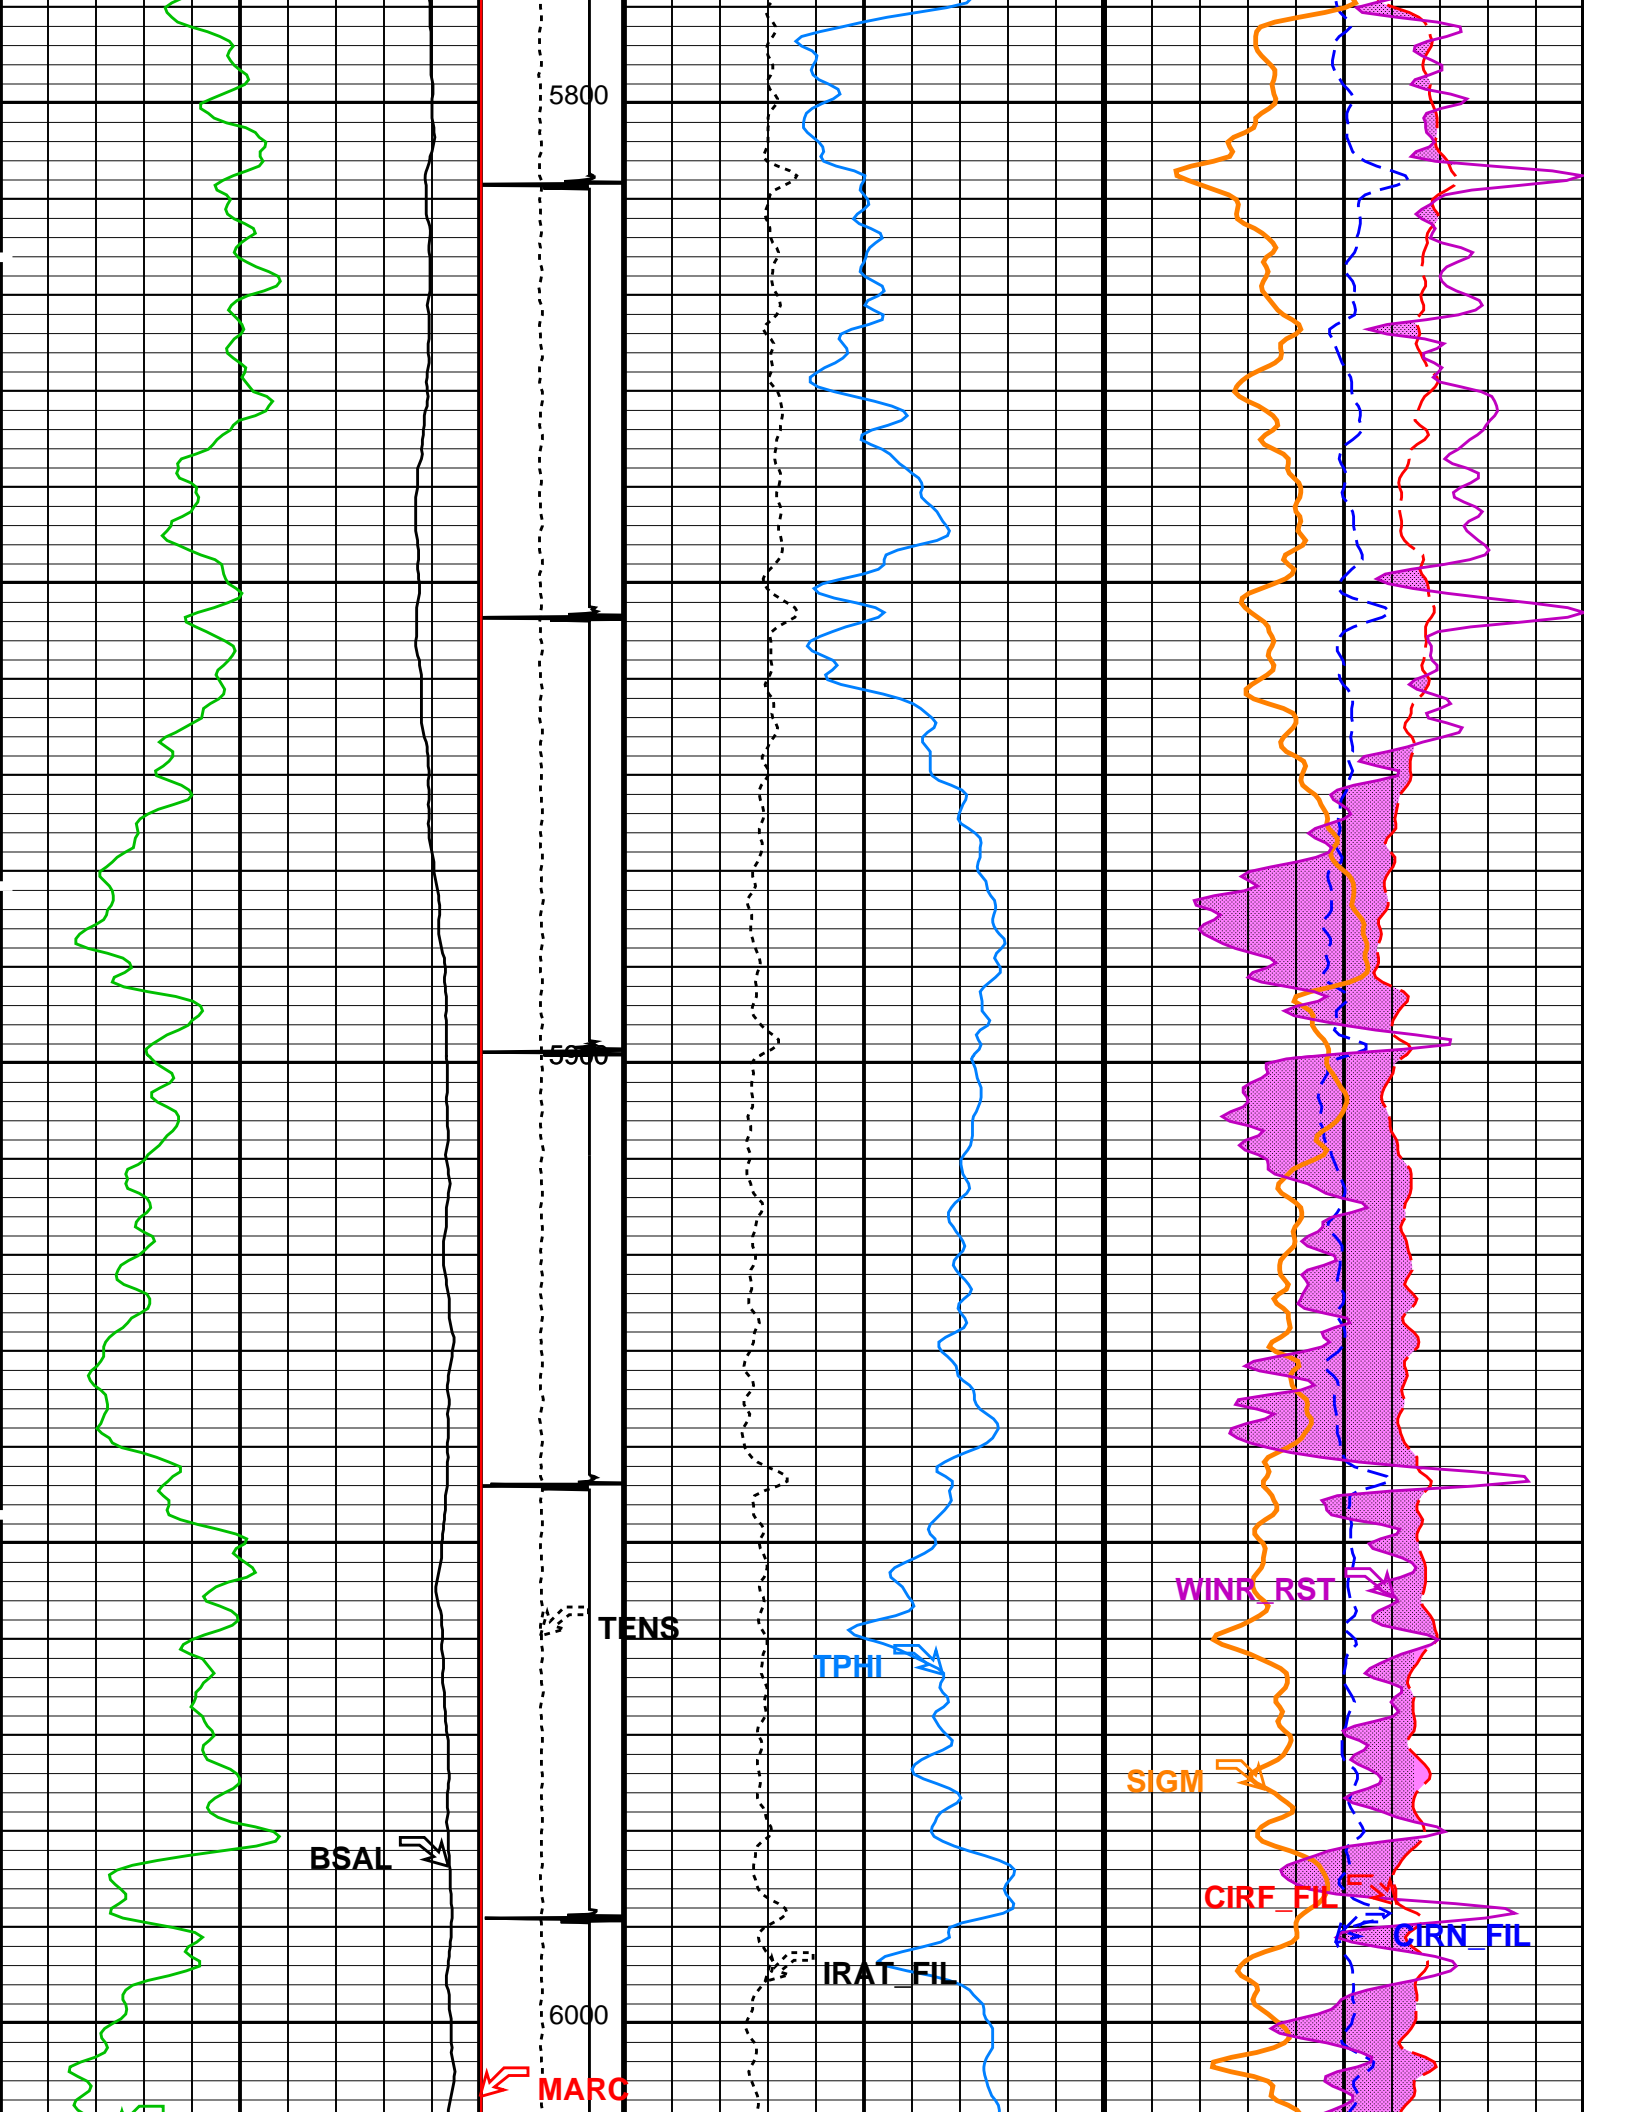 5800
5900
WINR_RST
TENS
TPHI
SIGM
BSAL
CIRF_FIL
CIRN_FIL
IRAT_FIL
6000
MARC